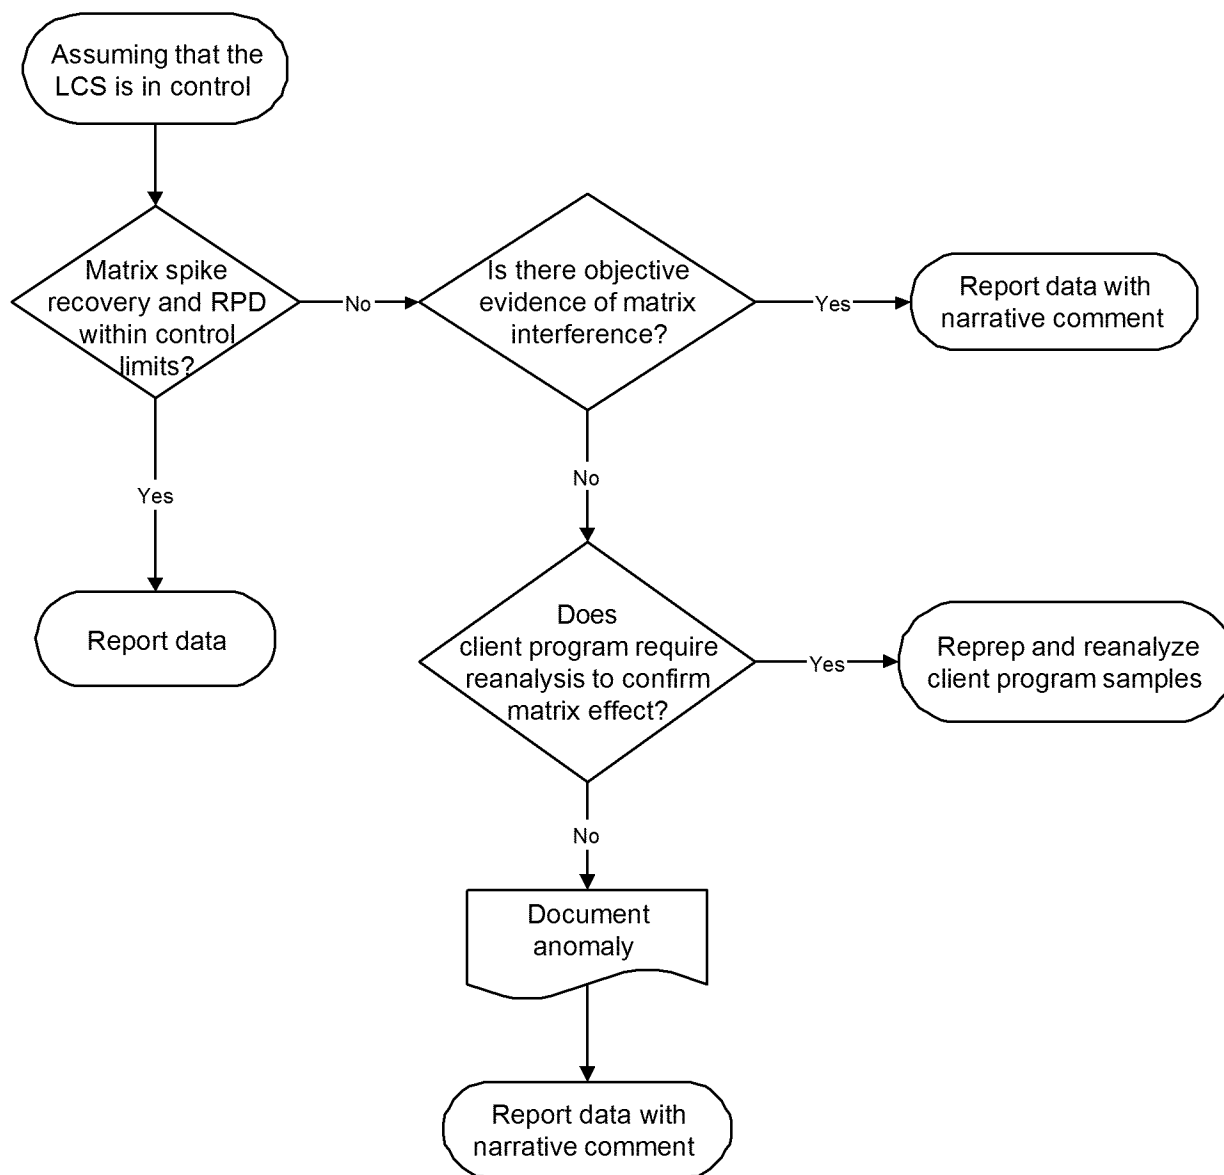 Assuming that the
LCS is in control
Matrix spike
recovery and RPD
within control
limits?
No
Is there objective
evidence of matrix
interference?
Yes
Report data with
narrative comment
Yes
No
Report data
Does
client program require
reanalysis to confirm
matrix effect?
Yes
Reprep and reanalyze
client program samples
No
Document
anomaly
Report data with
narrative comment